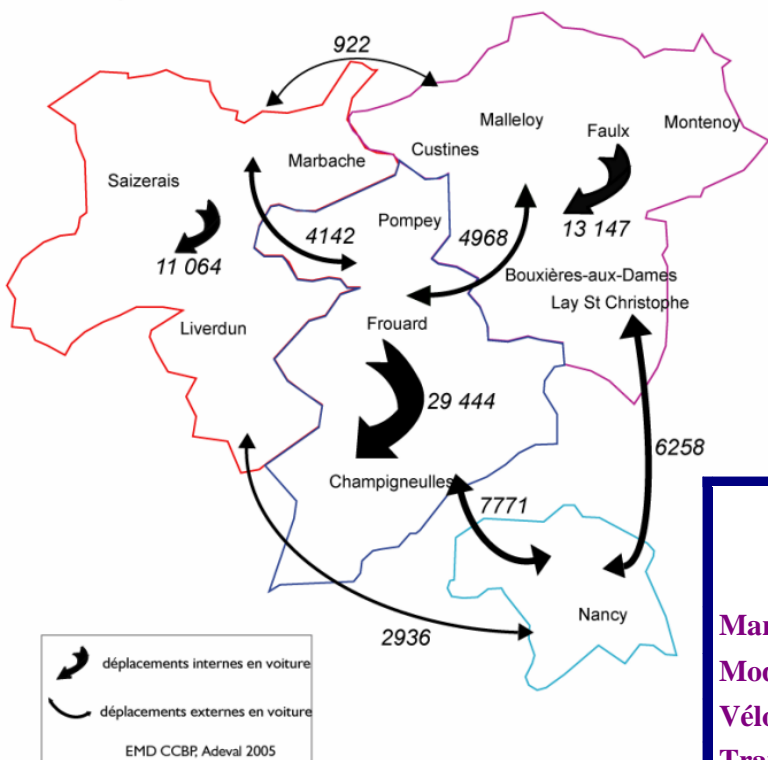 922
Malleloy
Montenoy
Faulx
Custines
Marbache
Saizerais
Pompey
13 147
4142
4968
11 064
Bouxières-aux-Dames
Lay St Christophe
Liverdun
Frouard
29 444
6258
Champigneulles
7771
Nancy
2936
déplacements internes en voiture
déplacements externes en voiture
EMD CCBP, Adeval 2005